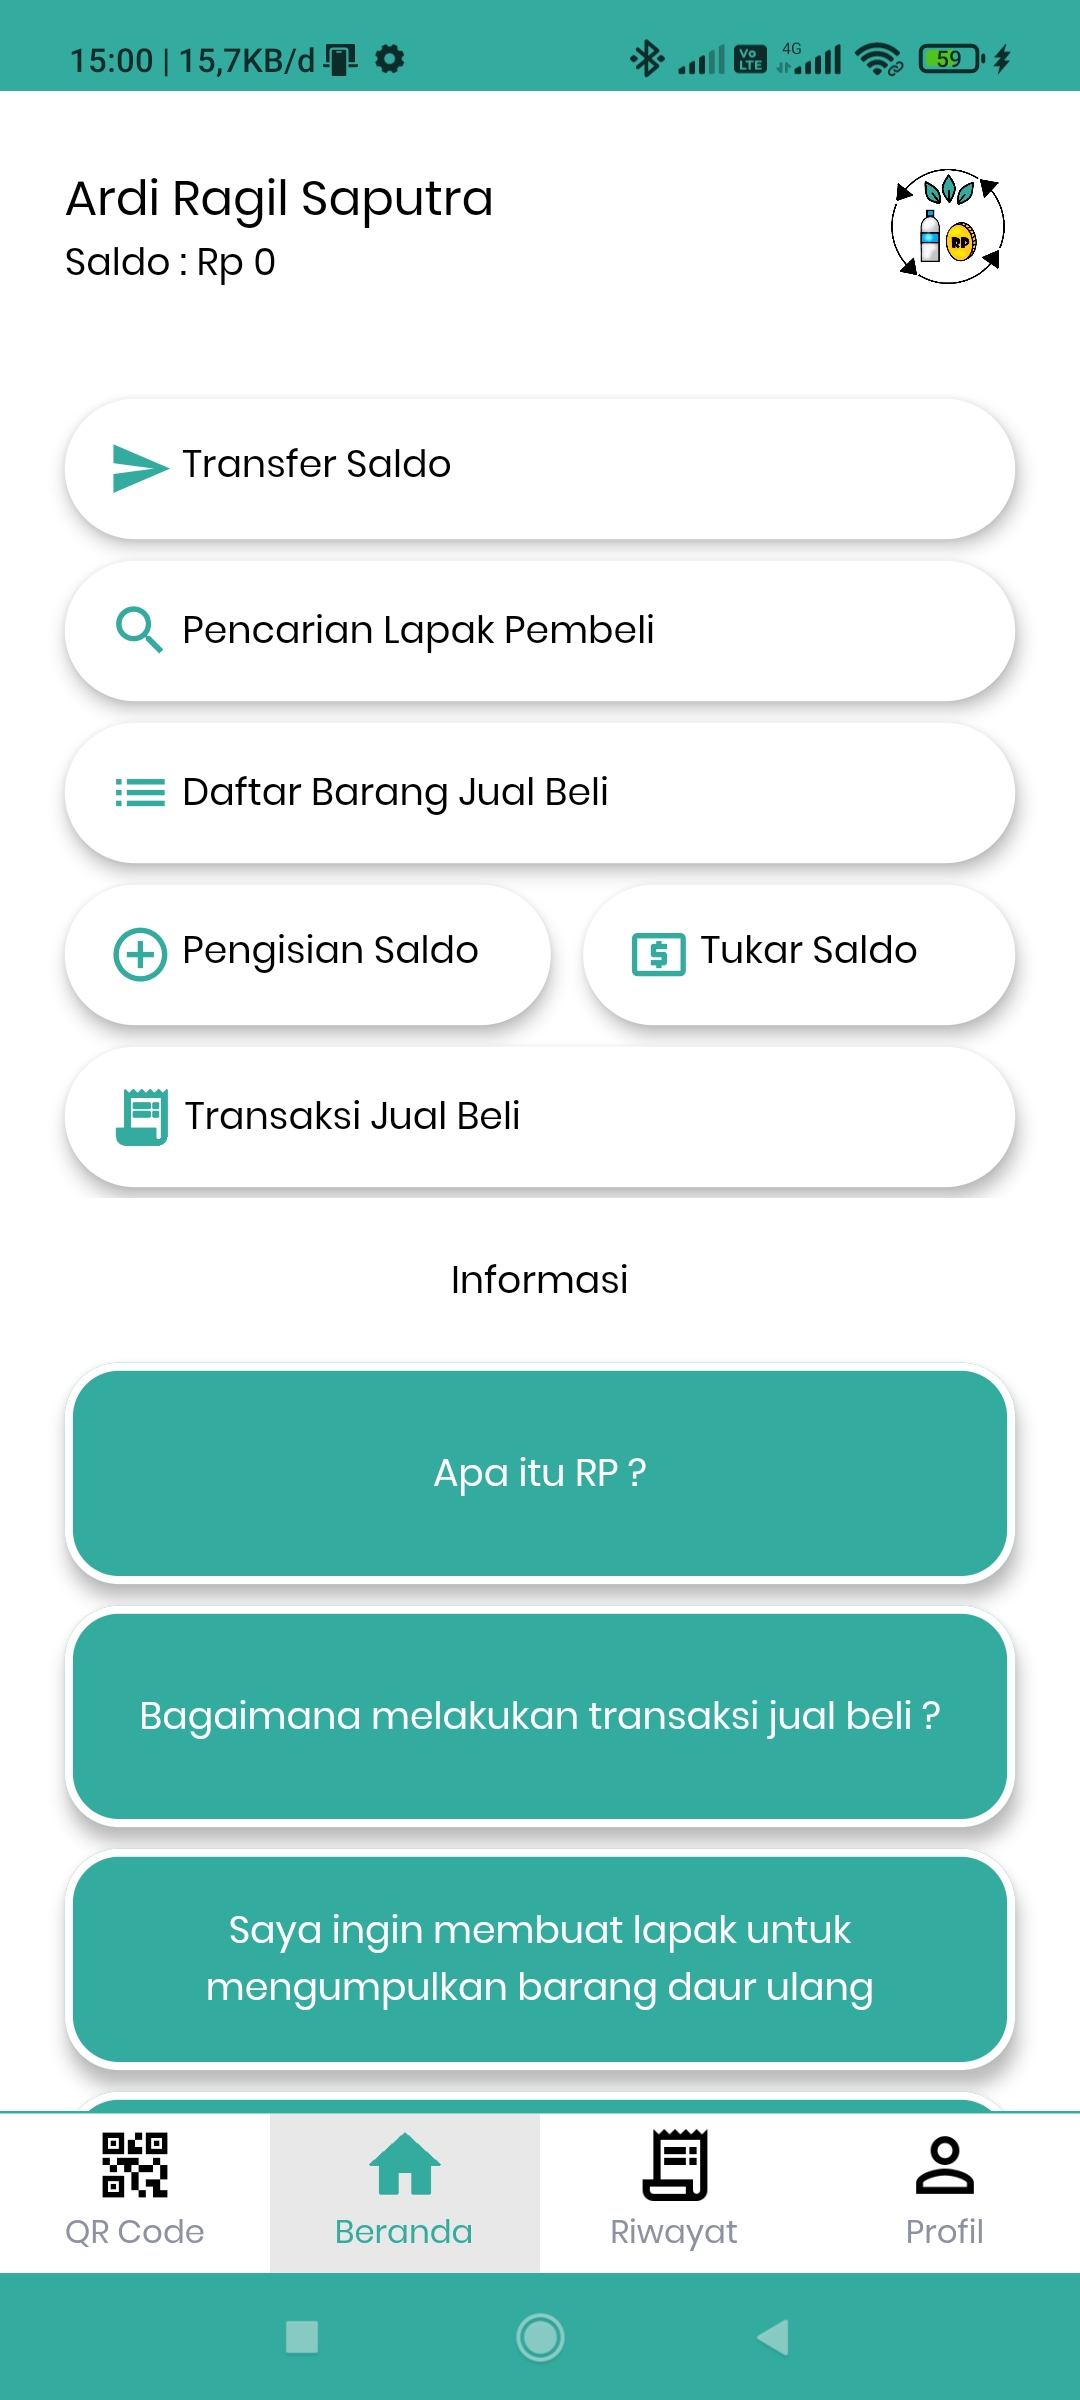 15:00 | 15,7KB/d
Vo
LTE
4G
59
Ardi Ragil Saputra
Saldo : Rp 0
RP
Transfer Saldo
Pencarian Lapak Pembeli
Daftar Barang Jual Beli
Pengisian Saldo
Tukar Saldo
Transaksi Jual Beli
Informasi
Apa itu RP ?
Bagaimana melakukan transaksi jual beli ?
Saya ingin membuat lapak untuk
mengumpulkan barang daur ulang
QR Code
Beranda
Riwayat
Profil